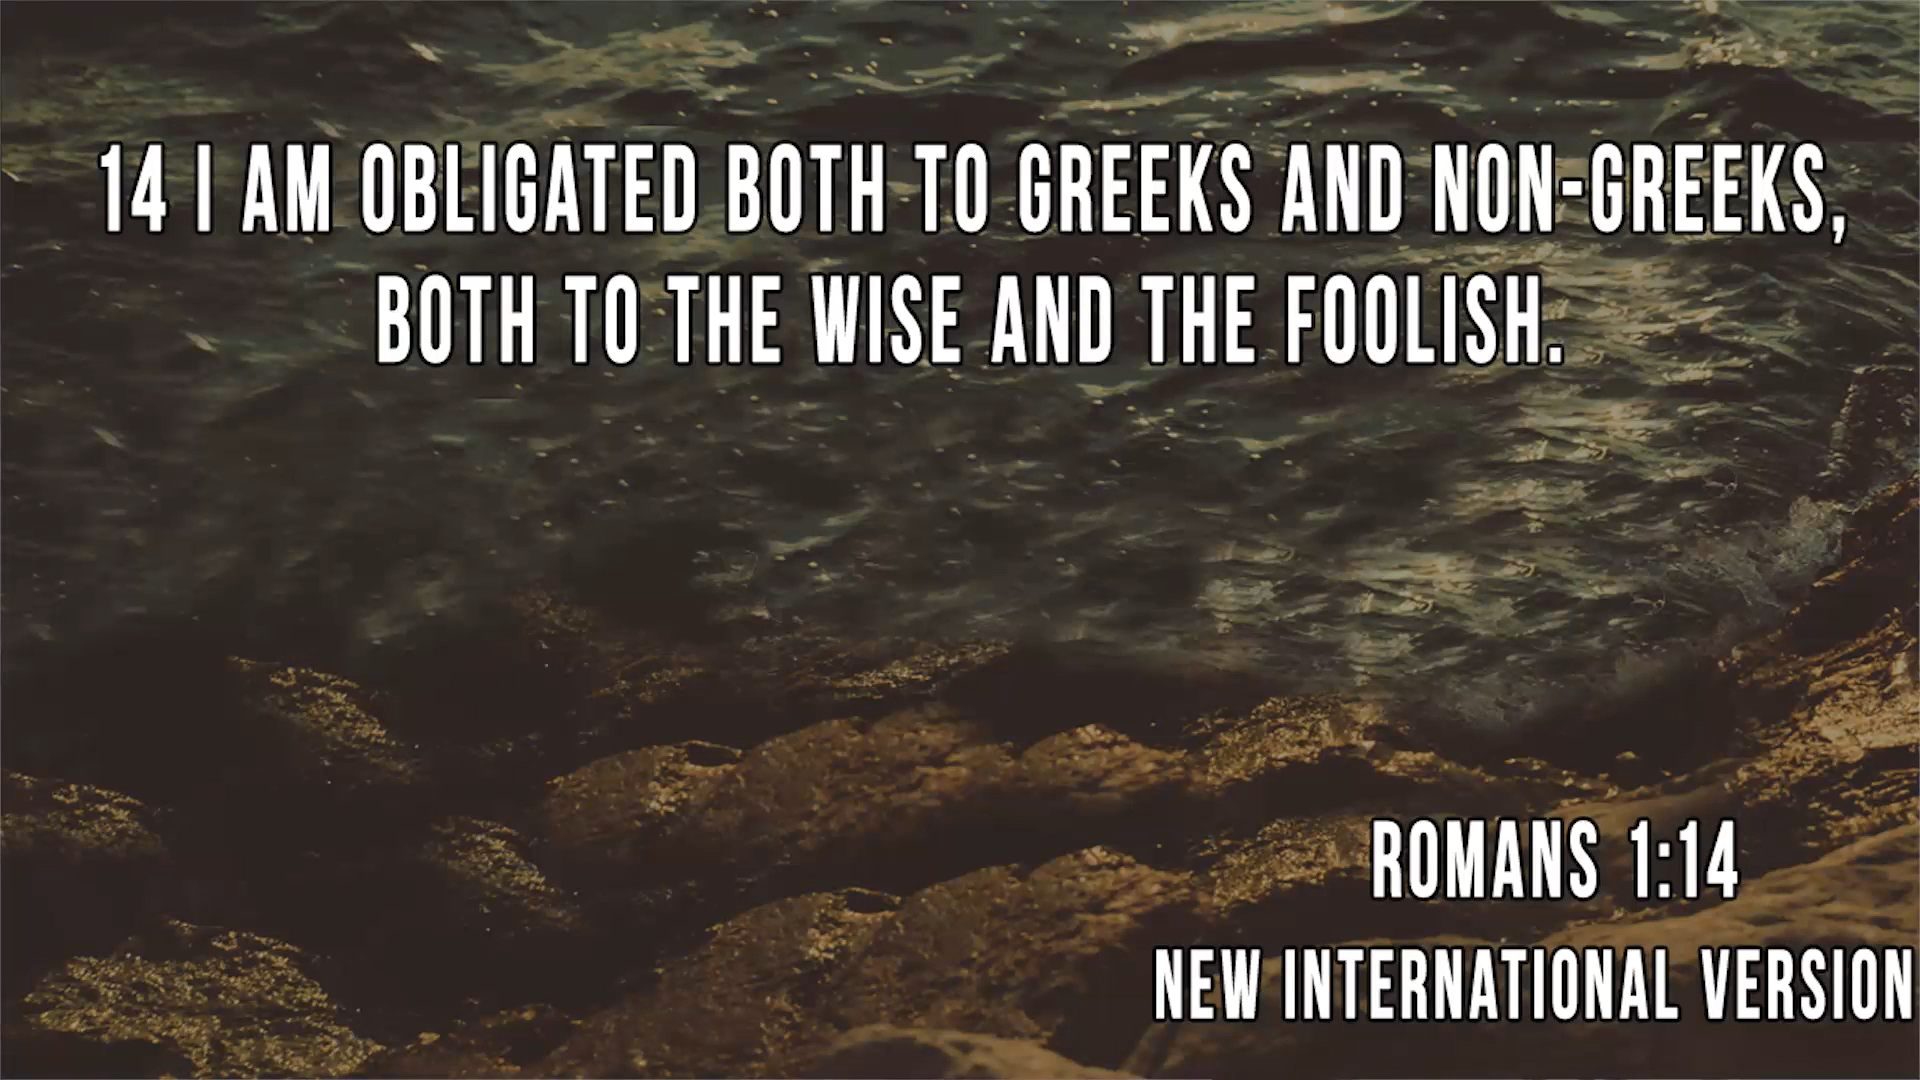 14 I AM OBLIGATED BOTH TO GREEKS AND NON-GREEKS,
BOTH TO THE WISE AND THE FOOLISH.
ROMANS 1:14
NEW INTERNATIONAL VERSION